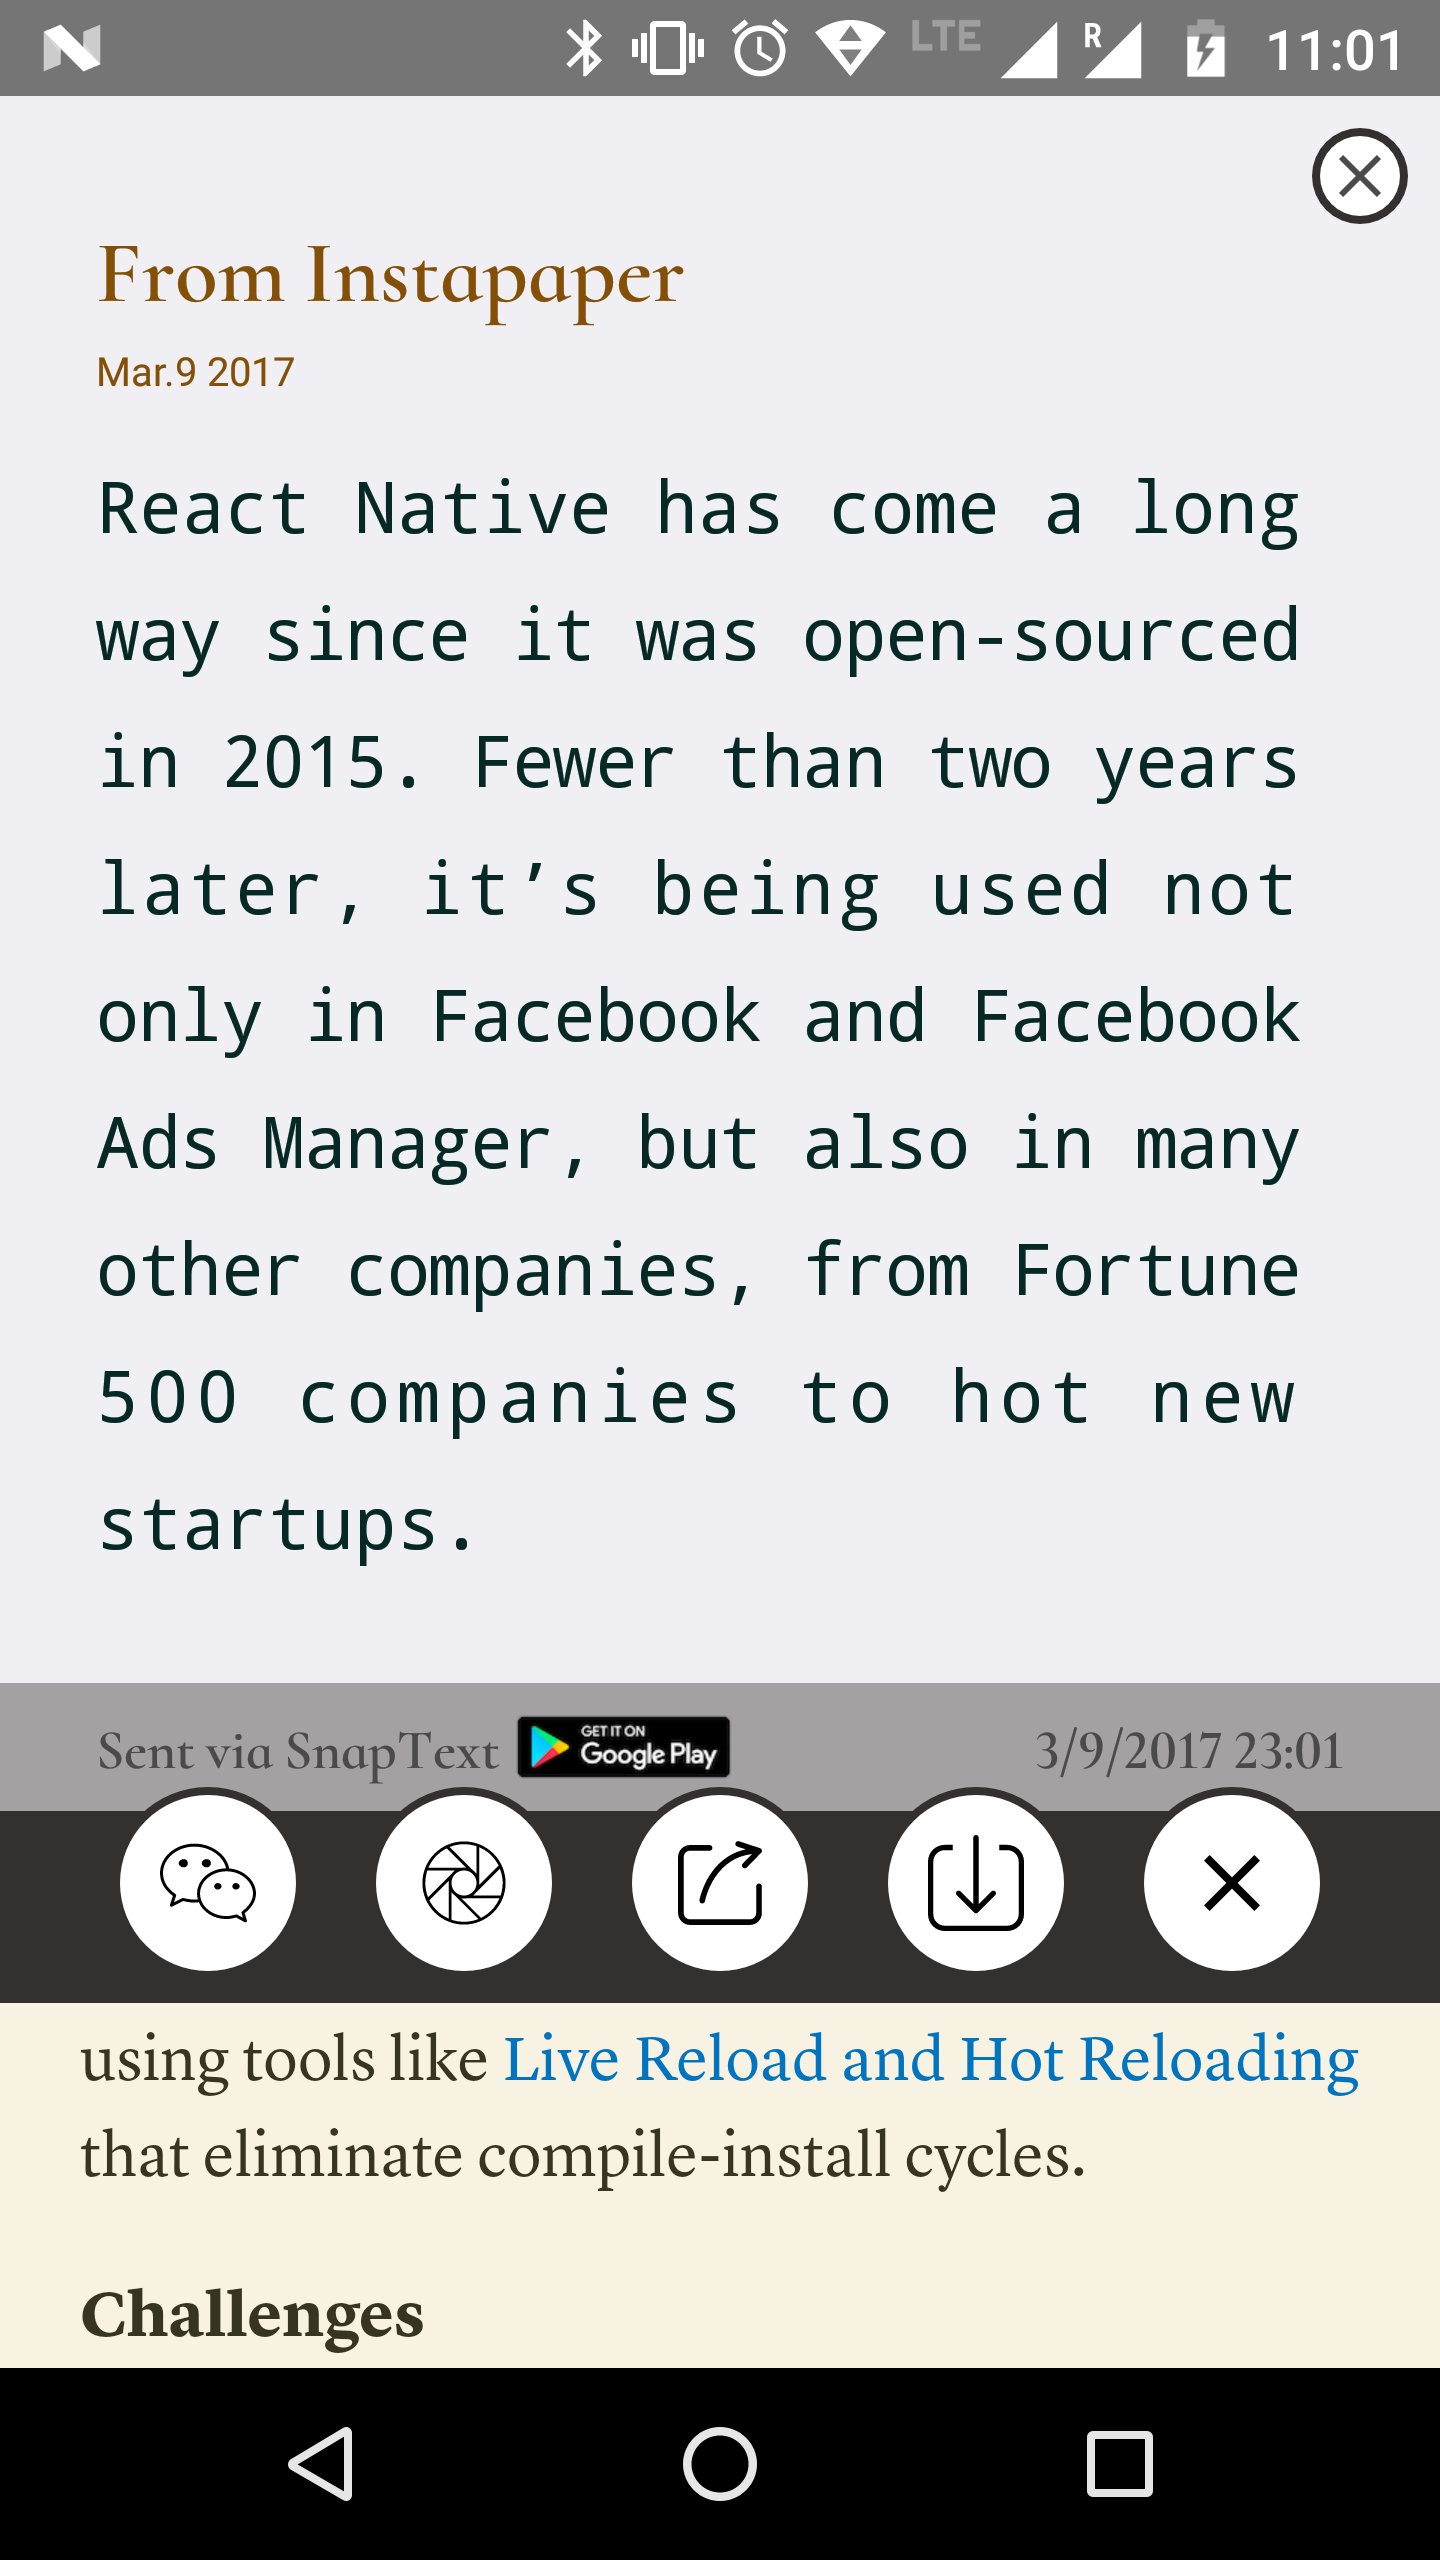 LTE R 11:01
From Instapaper
Mar.9 2017
React Native has come a long
way since it was open-sourced
in 2015. Fewer than two years
later, it’s being used not
only in Facebook and Facebook
Ads Manager, but also in many
other companies, from Fortune
500 companies to hot new
startups.
Sent via SnapText GET IT ON Google Play 3/9/2017 23:01
using tools like Live Reload and Hot Reloading
that eliminate compile-install cycles.
Challenges